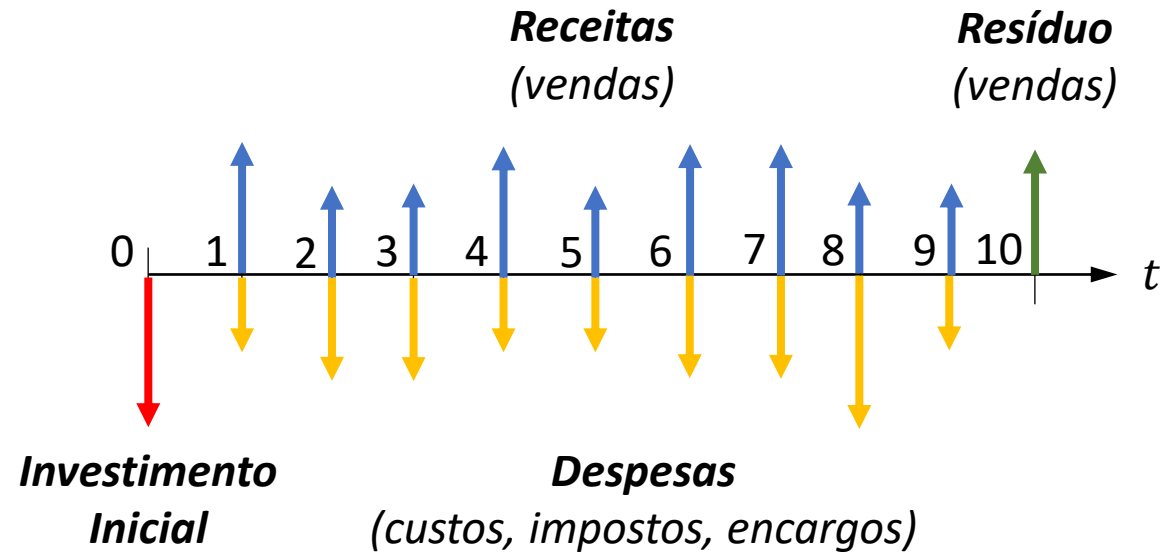 Receitas
(vendas)
Resíduo
(vendas)
0 1 2 3 4 5 6 7 8 9 10
t
Investimento
Inicial
Despesas
(custos, impostos, encargos)